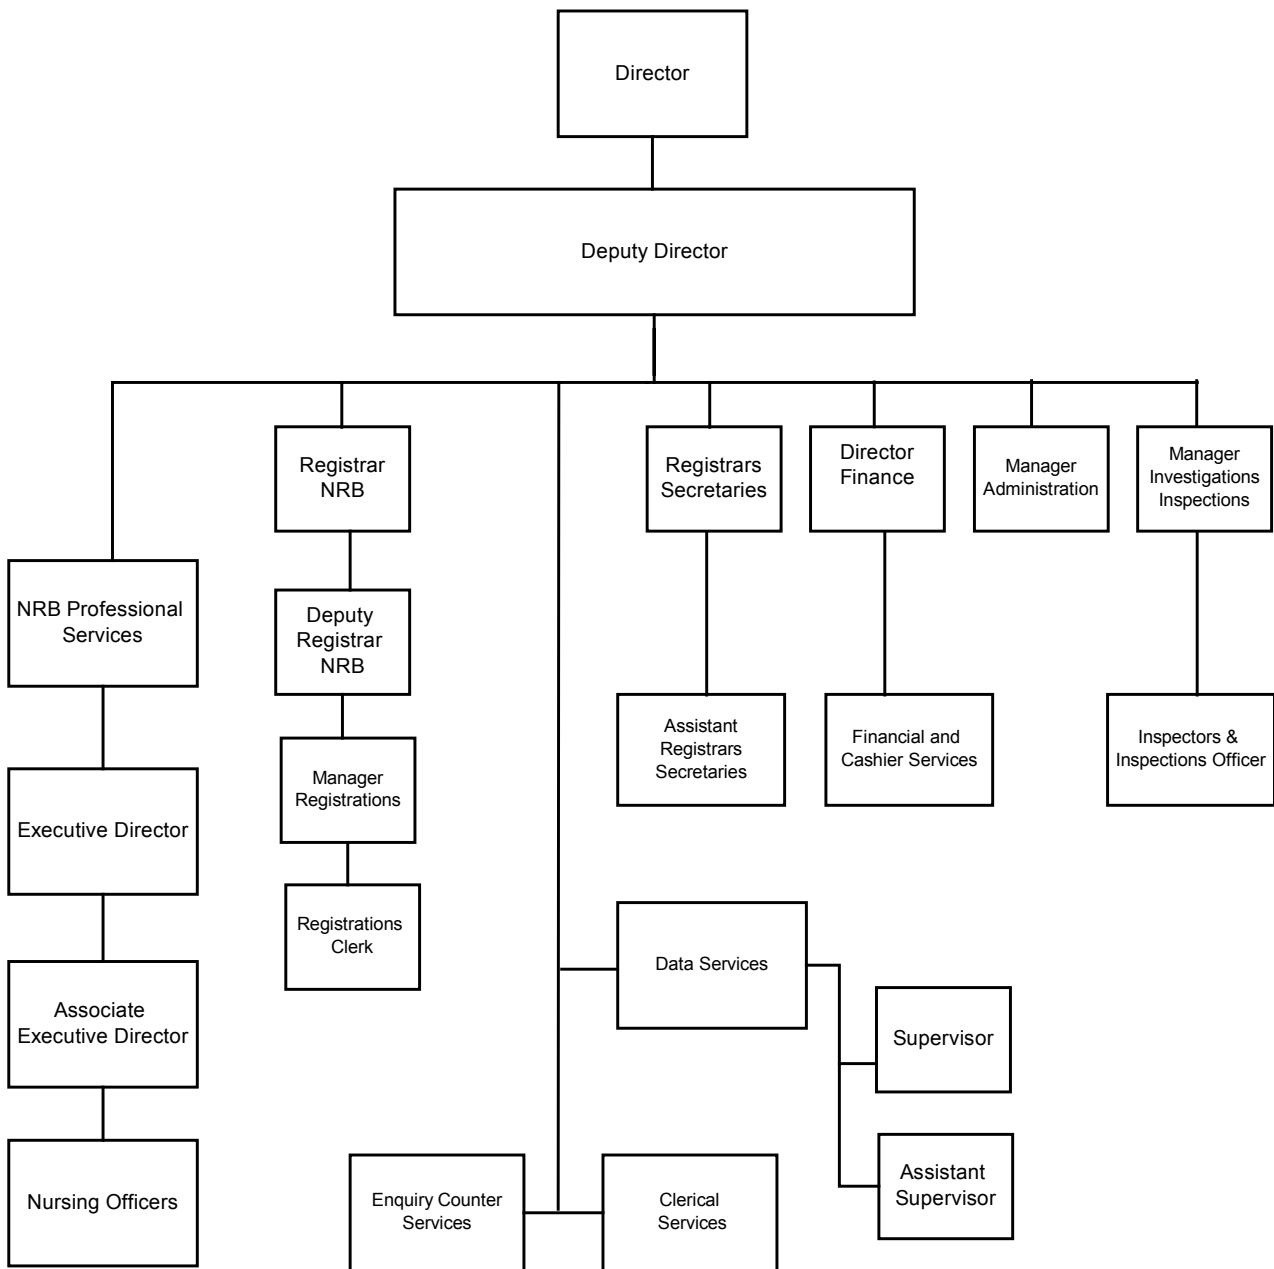 Director
Deputy Director
Registrar
NRB
Registrars
Secretaries
Director
Finance
Manager
Administration
Manager
Investigations
Inspections
NRB Professional
Services
Deputy
Registrar
NRB
Assistant
Registrars
Secretaries
Financial and
Cashier Services
Inspectors &
Inspections Officer
Manager
Registrations
Executive Director
Registrations
Clerk
Data Services
Associate
Executive Director
Supervisor
Nursing Officers
Enquiry Counter
Services
Clerical
Services
Assistant
Supervisor